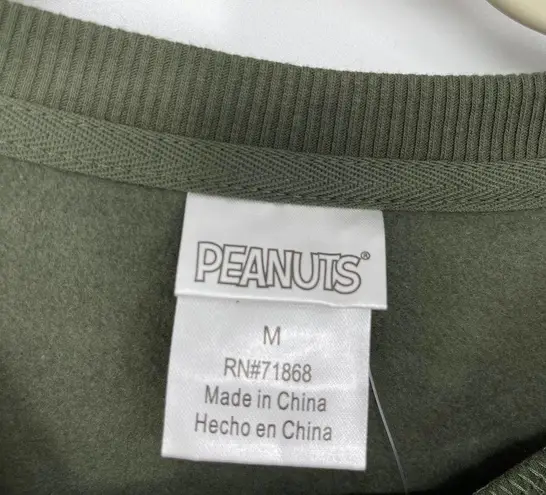 PEANUTS®
M
RN#71868
Made in China
Hecho en China